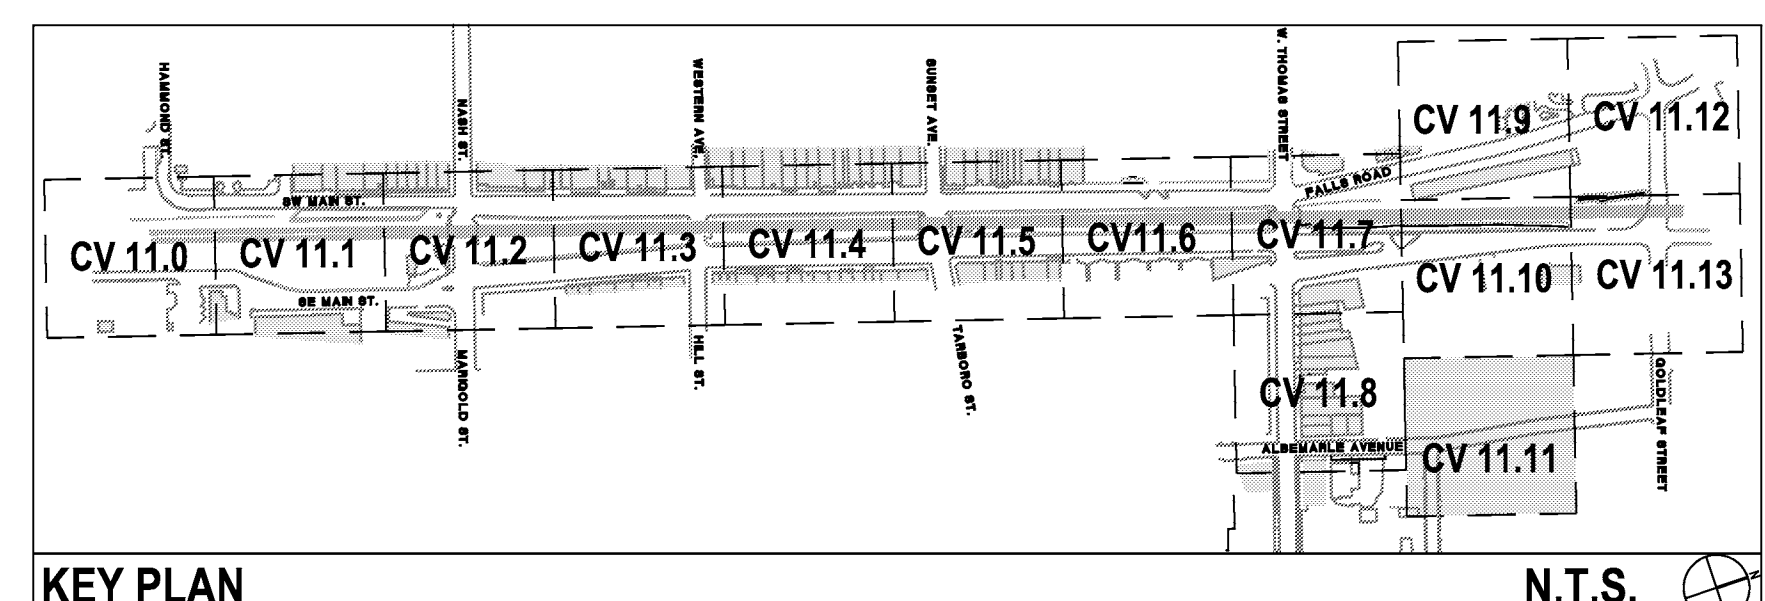 HAMMOND ST.
NASH ST.
WESTERN AVE.
SUNSET AVE.
W. THOMAS STREET
CV 11.9
CV 11.12
FALLS ROAD
SW MAIN ST.
CV 11.0
CV 11.1
CV 11.2
CV 11.3
CV 11.4
CV 11.5
CV11.6
CV 11.7
CV 11.10
CV 11.13
SE MAIN ST.
MARIGOLD ST.
HILL ST.
TARBORO ST.
CV 11.8
GOLDLEAF STREET
ALBEMARLE AVENUE
CV 11.11
KEY PLAN
N.T.S.
N